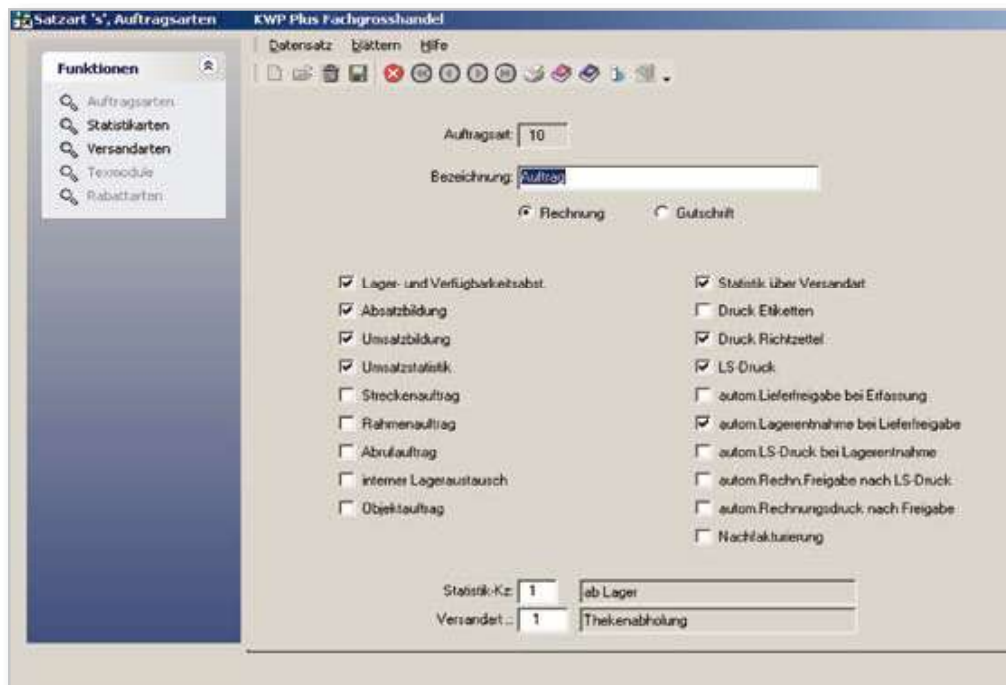 Satzart 's', Auftragsarten KWP Plus Fachgrosshandel
Datensatz blättern Hilfe
Funktionen
Auftragsarten
Statistikarten
Versandarten
Texmodule
Rabattarten
Auftragsart: 10
Bezeichnung: Auftrag
Rechnung Gutschrift
Lager- und Verfügbarkeitsabst.
Absatzbildung
Umsatzbildung
Umsatzstatistik
Streckenauftrag
Rahmenauftrag
Abrufauftrag
interner Lageraustausch
Objektauftrag
Statistik über Versandart
Druck Etiketten
Druck Richtzettel
LS-Druck
autom.Lieferfreigabe bei Erfassung
autom.Lagerentnahme bei Lieferfreigabe
autom.LS-Druck bei Lagerentnahme
autom.Rechn.Freigabe nach LS-Druck
autom.Rechnungsdruck nach Freigabe
Nachfakturierung
Statistik-Kz: 1 ab Lager
Versandart..: 1 Thekenabholung